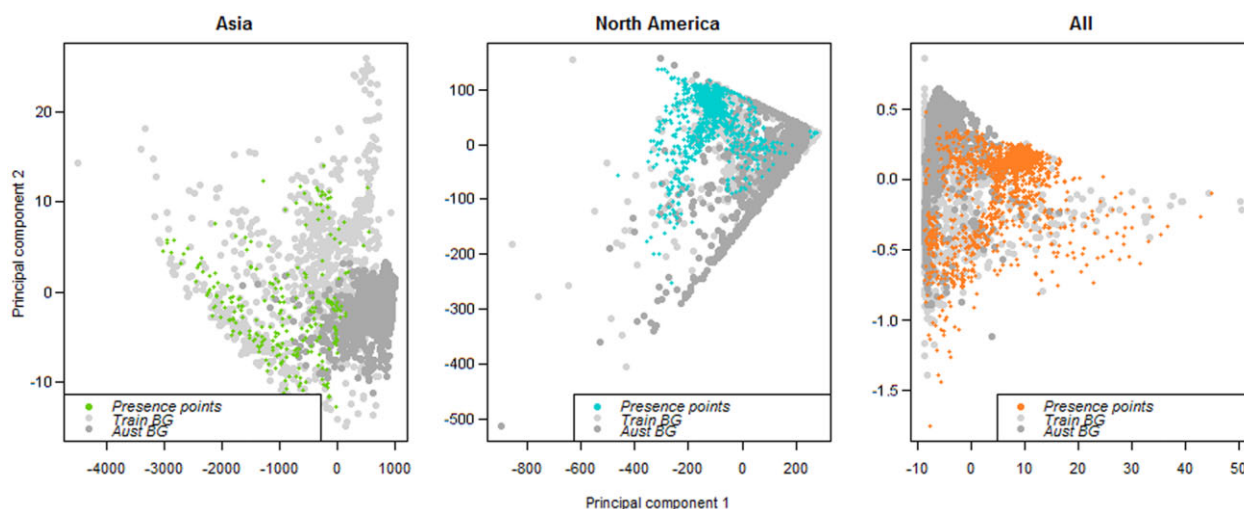 Asia
North America
All
Principal component 2
20
10
0
-10
Presence points
Train BG
Aust BG
-4000 -3000 -2000 -1000 0 1000
100
0
-100
-200
-300
-400
-500
Presence points
Train BG
Aust BG
-800 -600 -400 -200 0 200
Principal component 1
0.5
0.0
-0.5
-1.0
-1.5
Presence points
Train BG
Aust BG
-10 0 10 20 30 40 50